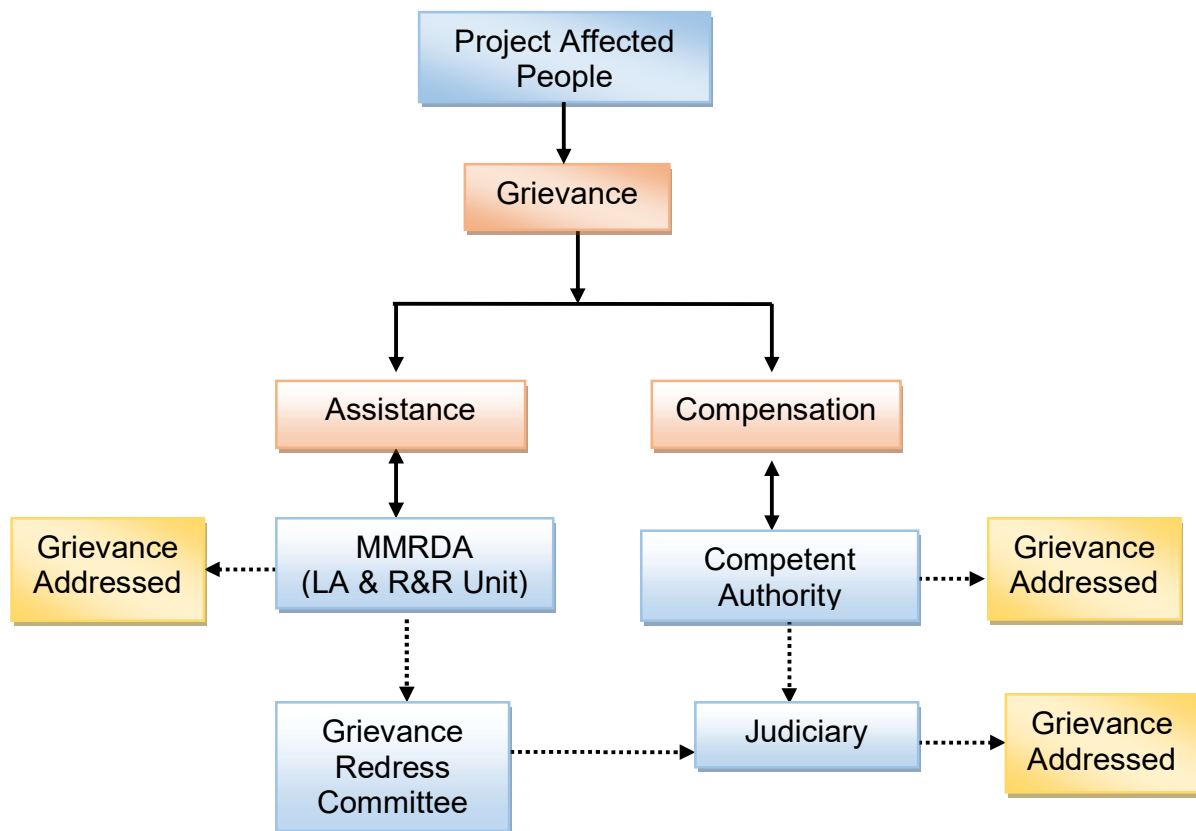 Project Affected
People
Grievance
Assistance
Compensation
Grievance
Addressed
MMRDA
(LA & R&R Unit)
Competent
Authority
Grievance
Addressed
Grievance
Redress
Committee
Judiciary
Grievance
Addressed